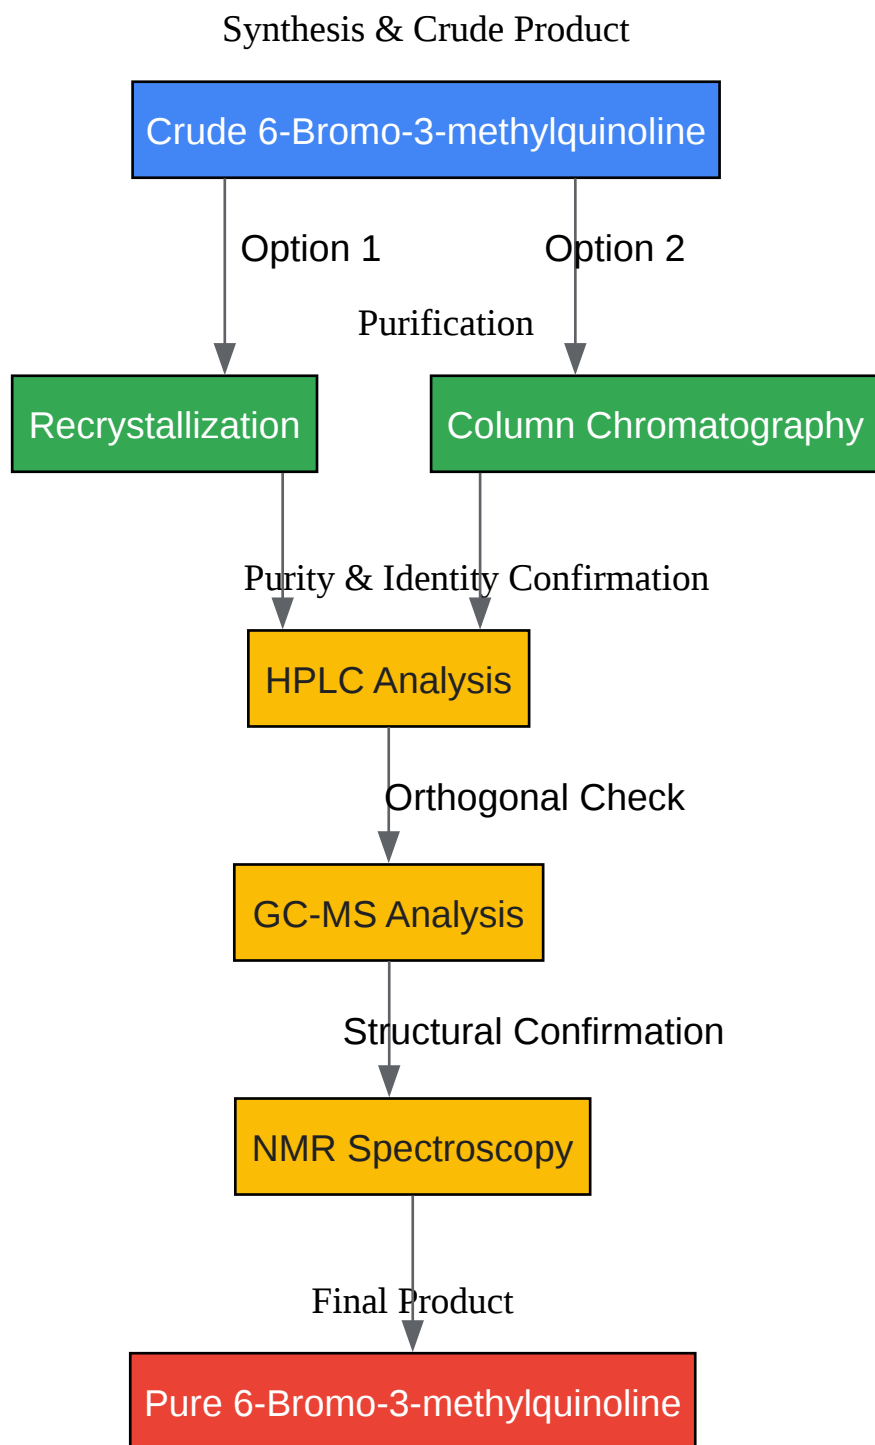 Synthesis & Crude Product
Crude 6-Bromo-3-methylquinoline
Option 1
Option 2
Purification
Recrystallization
Column Chromatography
Purity & Identity Confirmation
HPLC Analysis
Orthogonal Check
GC-MS Analysis
Structural Confirmation
NMR Spectroscopy
Final Product
Pure 6-Bromo-3-methylquinoline